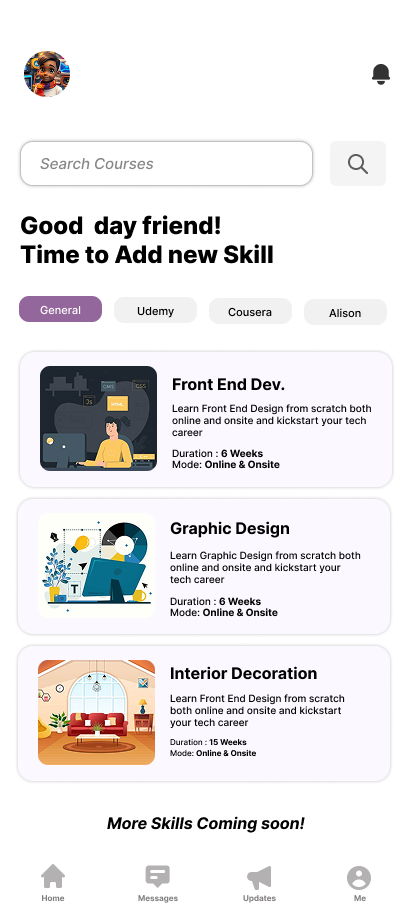 Search Courses
Good day friend!
Time to Add new Skill
General
Udemy
Cousera
Alison
Js
CMS
CSS
HTML
Front End Dev.
Learn Front End Design from scratch both
online and onsite and kickstart your tech
career
Duration : 6 Weeks
Mode: Online & Onsite
T
Graphic Design
Learn Graphic Design from scratch both
online and onsite and kickstart your
tech career
Duration : 6 Weeks
Mode: Online & Onsite
Interior Decoration
Learn Front End Design from scratch
both online and onsite and kickstart
your tech career
Duration : 15 Weeks
Mode: Online & Onsite
More Skills Coming soon!
Home
Messages
Updates
Me